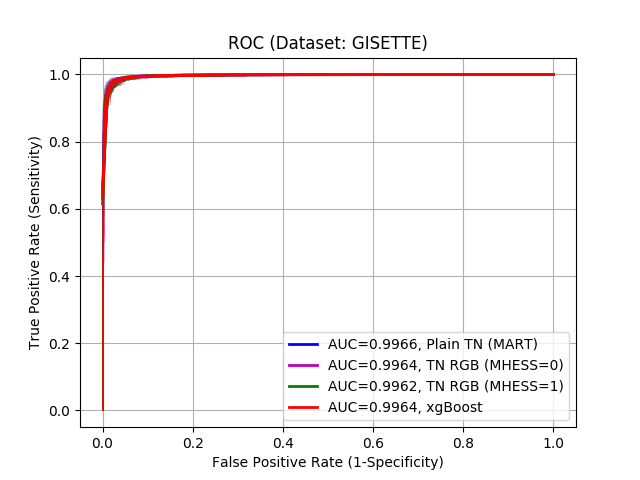 ROC (Dataset: GISETTE)
True Positive Rate (Sensitivity)
1.0
0.8
0.6
0.4
0.2
0.0
AUC=0.9966, Plain TN (MART)
AUC=0.9964, TN RGB (MHESS=0)
AUC=0.9962, TN RGB (MHESS=1)
AUC=0.9964, xgBoost
0.0 0.2 0.4 0.6 0.8 1.0
False Positive Rate (1-Specificity)